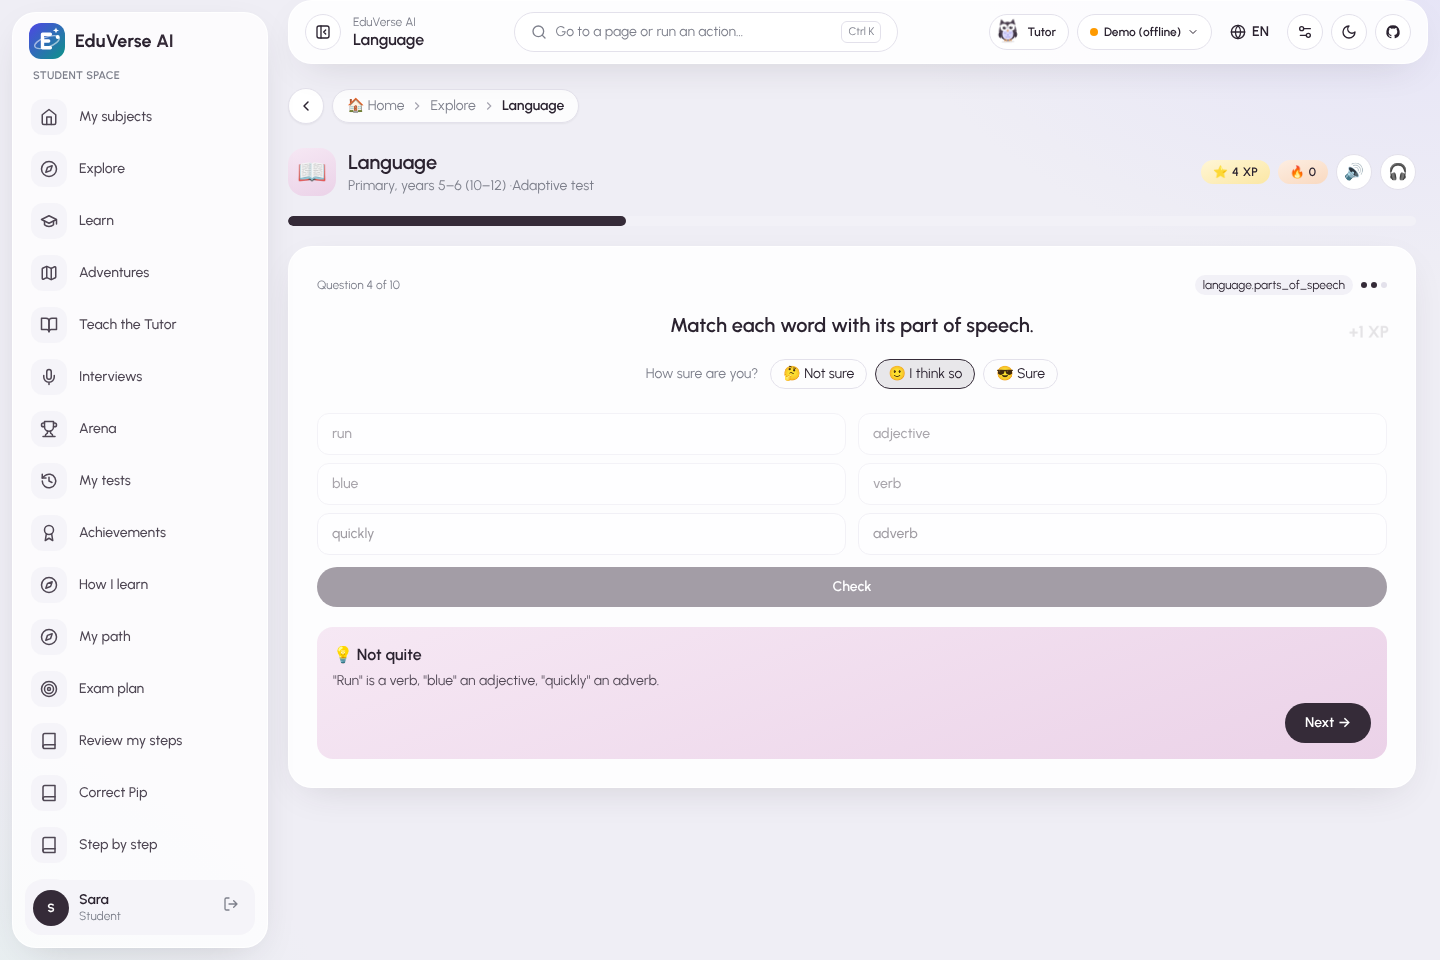 EduVerse AI
STUDENT SPACE
My subjects
Explore
Learn
Adventures
Teach the Tutor
Interviews
Arena
My tests
Achievements
How I learn
My path
Exam plan
Review my steps
Correct Pip
Step by step
S
Sara
Student
EduVerse AI
Language
Go to a page or run an action...
Ctrl K
Tutor
Demo (offline)
EN
Home
Explore
Language
Language
Primary, years 5–6 (10–12) · Adaptive test
4 XP
0
Question 4 of 10
language.parts_of_speech
Match each word with its part of speech.
+1 XP
How sure are you?
Not sure
I think so
Sure
run
adjective
blue
verb
quickly
adverb
Check
Not quite
"Run" is a verb, "blue" an adjective, "quickly" an adverb.
Next →